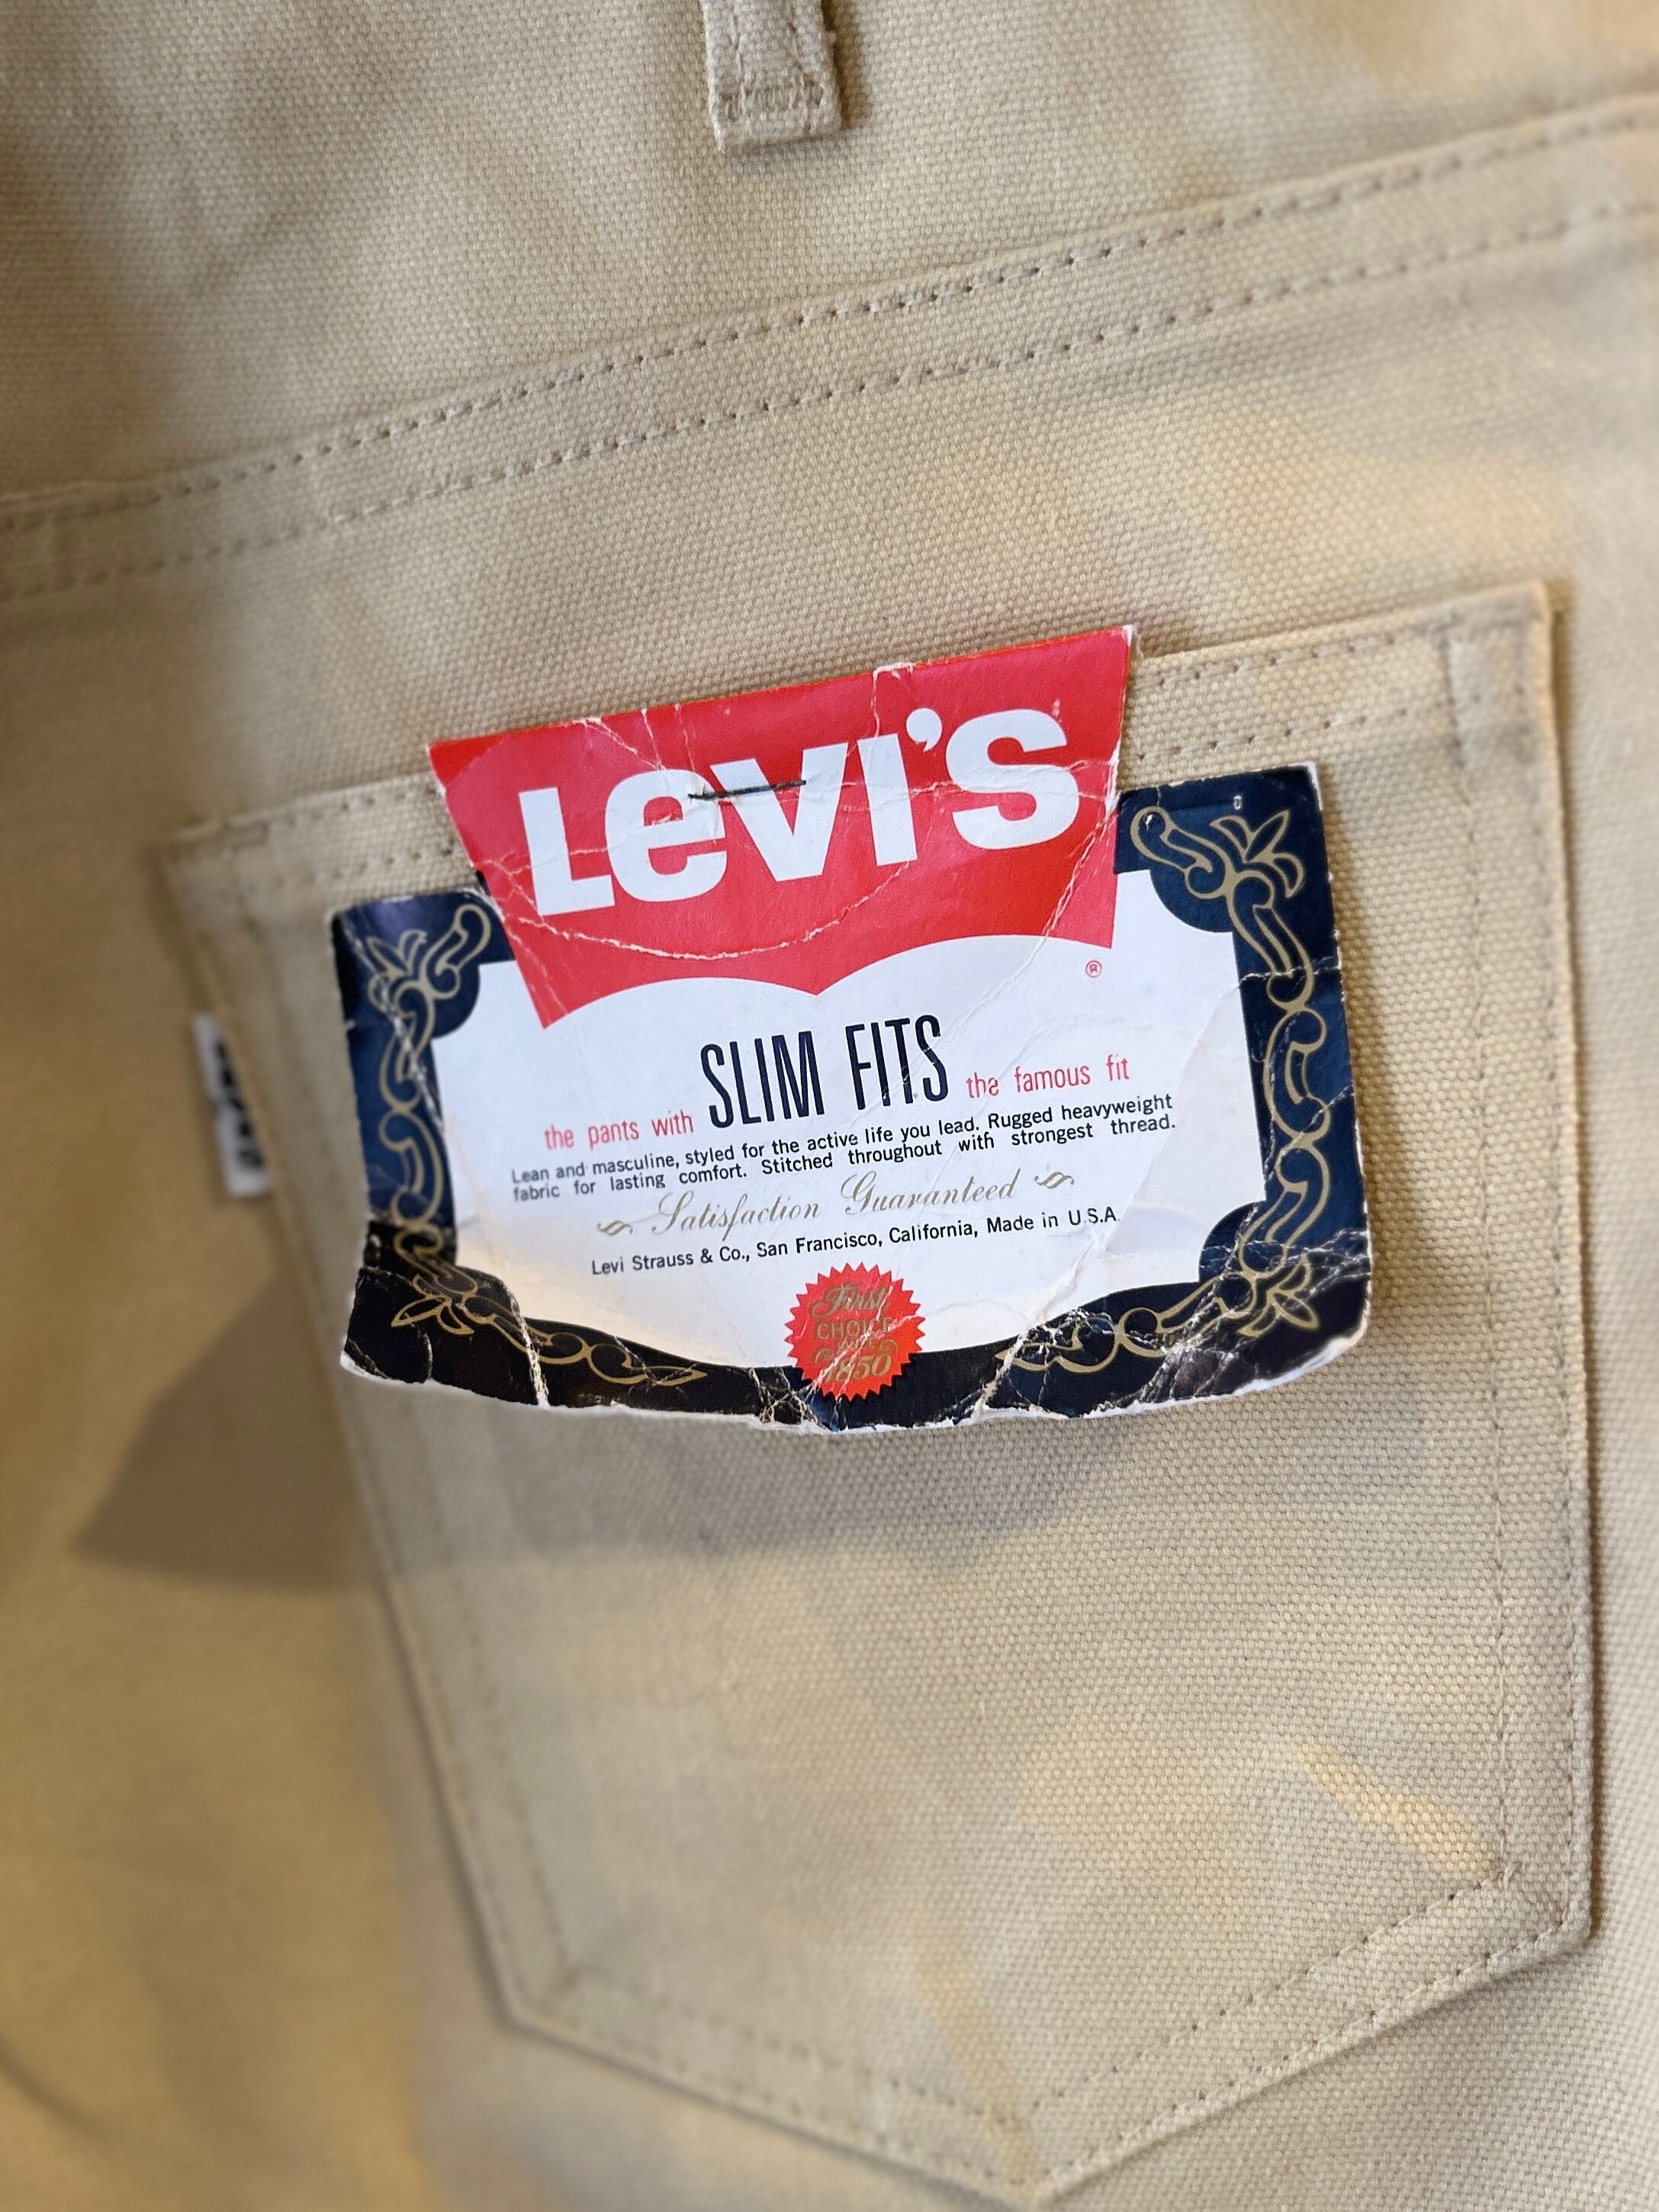 Levi's
®
the pants with SLIM FITS the famous fit
Lean and masculine, styled for the active life you lead. Rugged heavyweight
fabric for lasting comfort. Stitched throughout with strongest thread.
Satisfaction Guaranteed
Levi Strauss & Co., San Francisco, California, Made in U.S.A.
First
CHOICE
1850